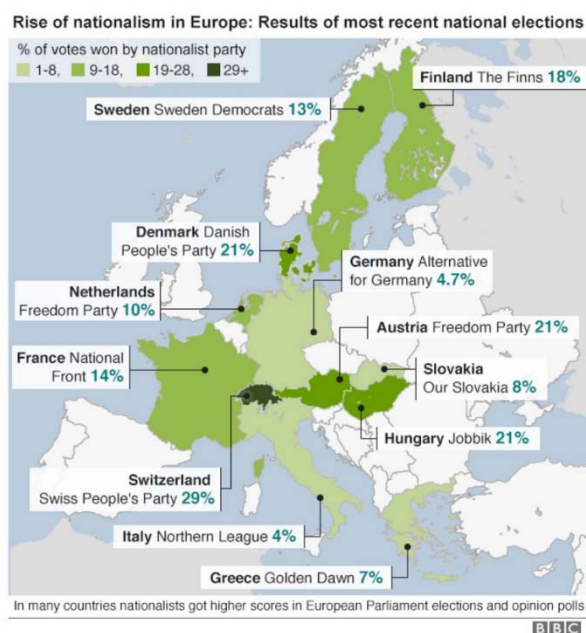 Rise of nationalism in Europe: Results of most recent national elections
% of votes won by nationalist party
1-8, 9-18, 19-28, 29+
Finland The Finns 18%
Sweden Sweden Democrats 13%
Denmark Danish
People's Party 21%
Germany Alternative
for Germany 4.7%
Netherlands
Freedom Party 10%
Austria Freedom Party 21%
France National
Front 14%
Slovakia
Our Slovakia 8%
Hungary Jobbik 21%
Switzerland
Swiss People's Party 29%
Italy Northern League 4%
Greece Golden Dawn 7%
In many countries nationalists got higher scores in European Parliament elections and opinion polls
BBC